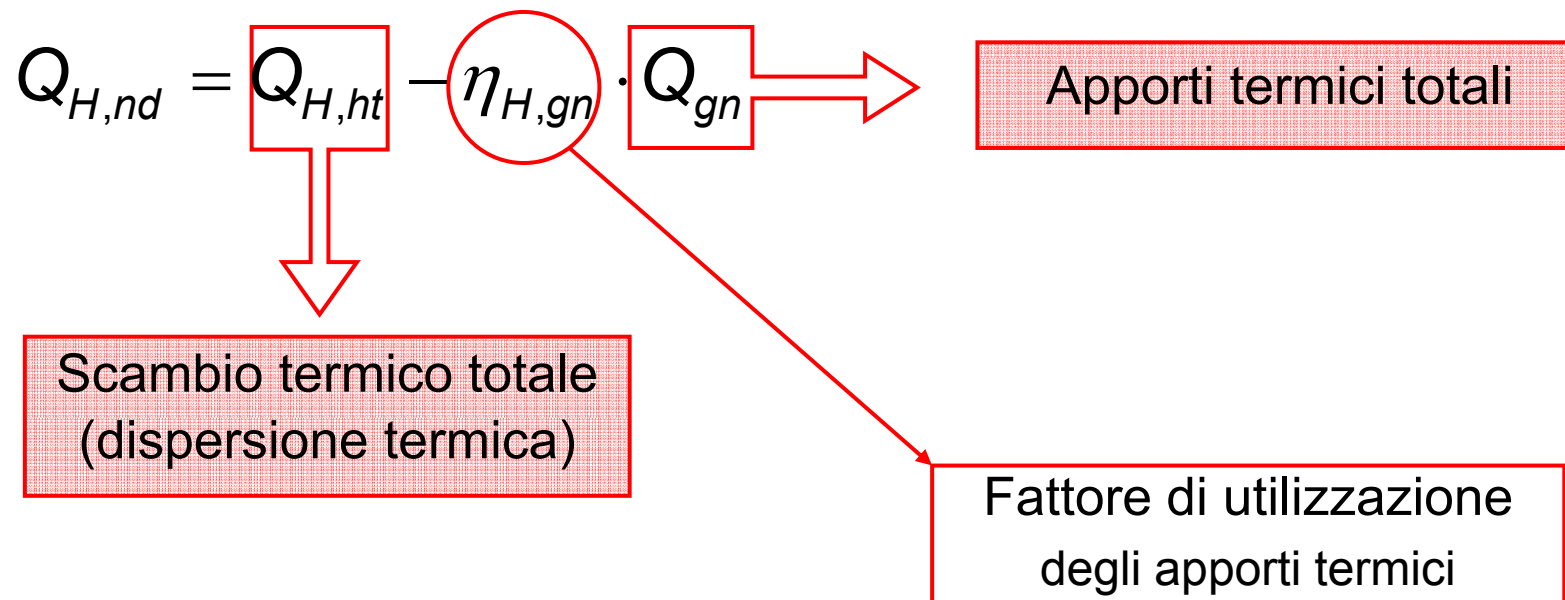 Q_{H,nd} = Q_{H,ht} − η_{H,gn} · Q_{gn}
Apporti termici totali
Scambio termico totale
(dispersione termica)
Fattore di utilizzazione
degli apporti termici